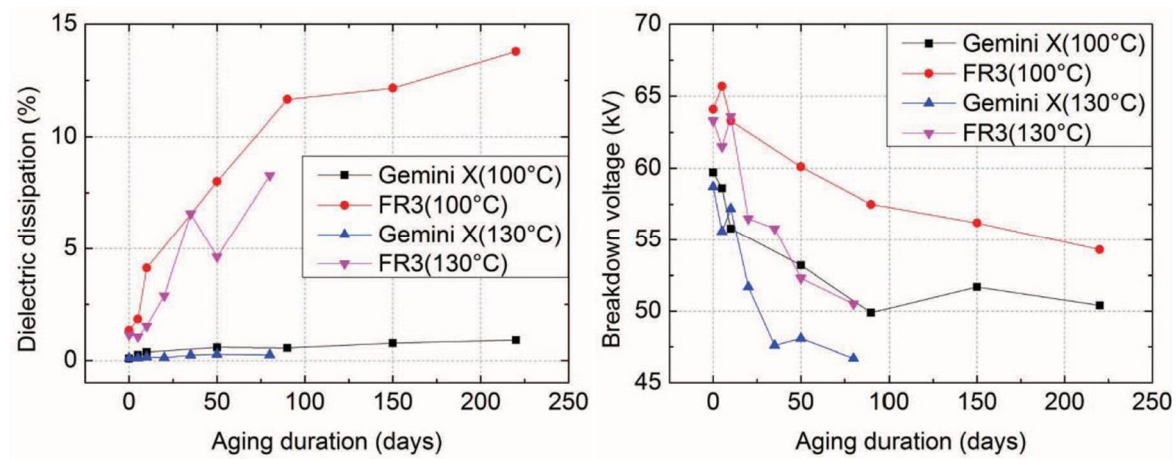 Dielectric dissipation (%)
15
10
5
0
Gemini X(100°C)
FR3(100°C)
Gemini X(130°C)
FR3(130°C)
0 50 100 150 200 250
Aging duration (days)
Breakdown voltage (kV)
70
65
60
55
50
45
Gemini X(100°C)
FR3(100°C)
Gemini X(130°C)
FR3(130°C)
0 50 100 150 200 250
Aging duration (days)